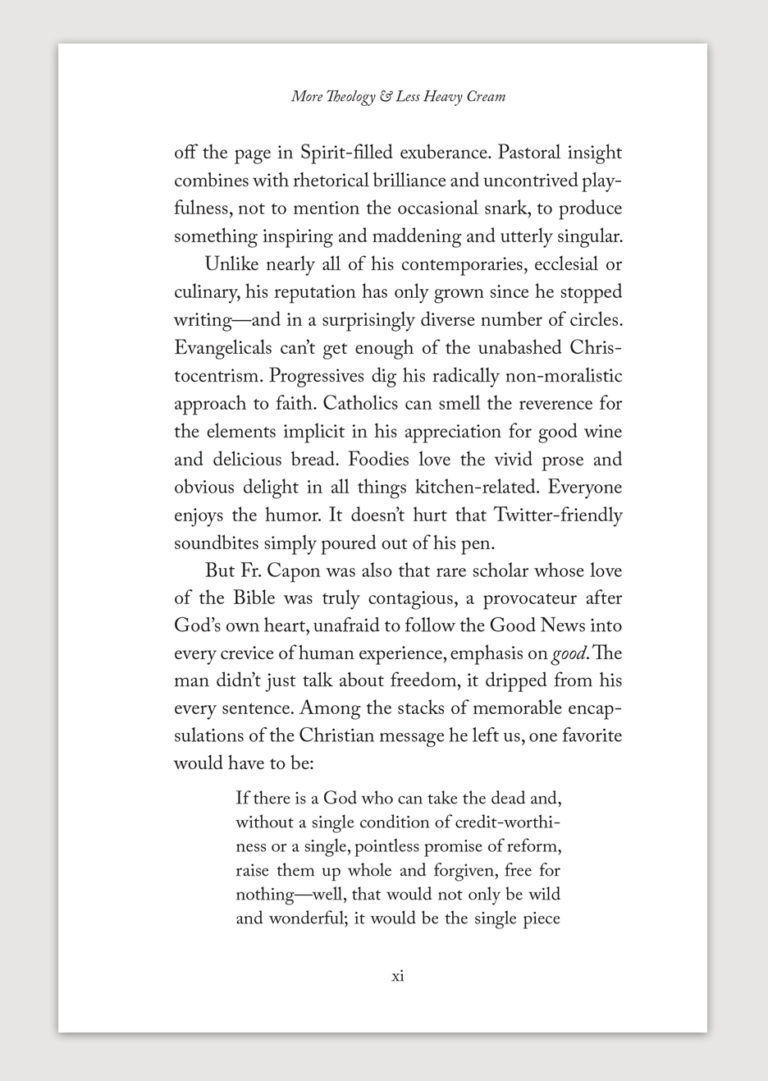 More Theology & Less Heavy Cream
off the page in Spirit-filled exuberance. Pastoral insight
combines with rhetorical brilliance and uncontrived play-
fulness, not to mention the occasional snark, to produce
something inspiring and maddening and utterly singular.
Unlike nearly all of his contemporaries, ecclesial or
culinary, his reputation has only grown since he stopped
writing—and in a surprisingly diverse number of circles.
Evangelicals can’t get enough of the unabashed Chris-
tocentrism. Progressives dig his radically non-moralistic
approach to faith. Catholics can smell the reverence for
the elements implicit in his appreciation for good wine
and delicious bread. Foodies love the vivid prose and
obvious delight in all things kitchen-related. Everyone
enjoys the humor. It doesn’t hurt that Twitter-friendly
soundbites simply poured out of his pen.
But Fr. Capon was also that rare scholar whose love
of the Bible was truly contagious, a provocateur after
God’s own heart, unafraid to follow the Good News into
every crevice of human experience, emphasis on good. The
man didn’t just talk about freedom, it dripped from his
every sentence. Among the stacks of memorable encap-
sulations of the Christian message he left us, one favorite
would have to be:
If there is a God who can take the dead and,
without a single condition of credit-worthi-
ness or a single, pointless promise of reform,
raise them up whole and forgiven, free for
nothing—well, that would not only be wild
and wonderful; it would be the single piece
xi